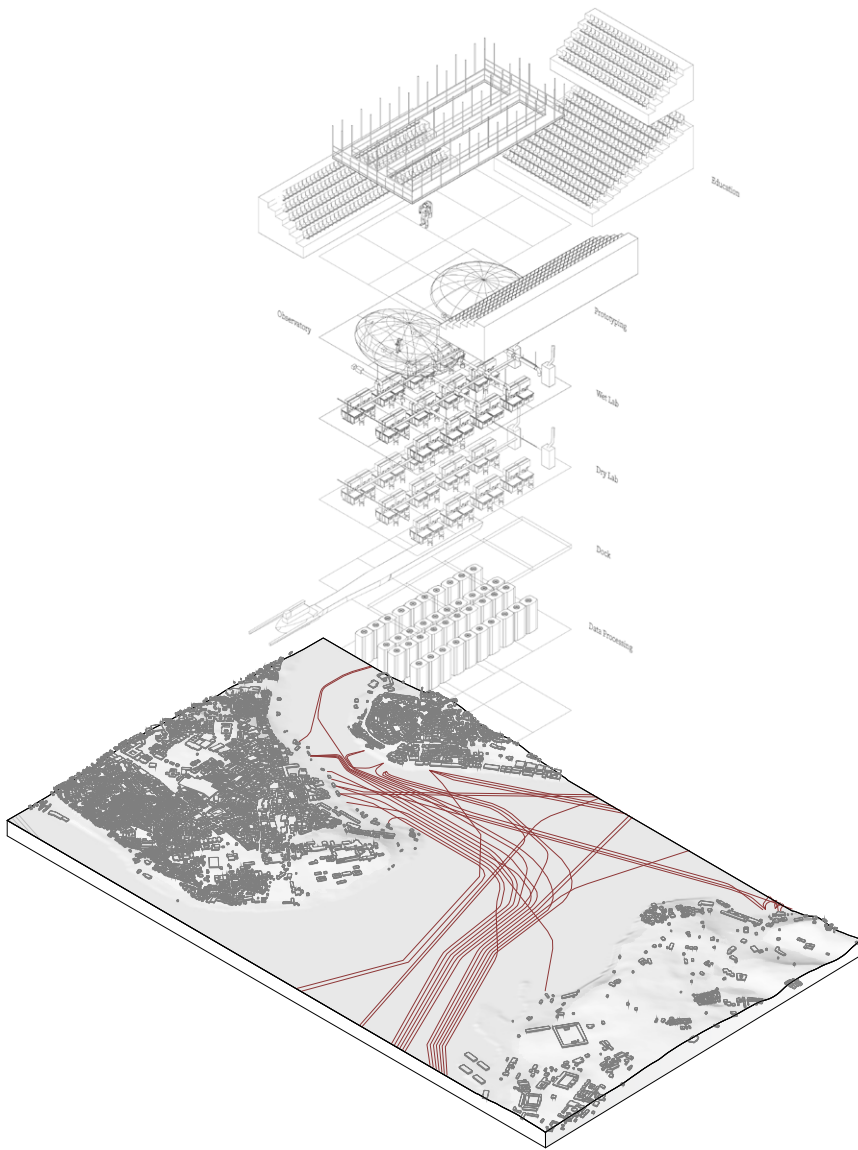 Education
Observatory
Prototyping
Wet Lab
Dry Lab
Dock
Data Processing